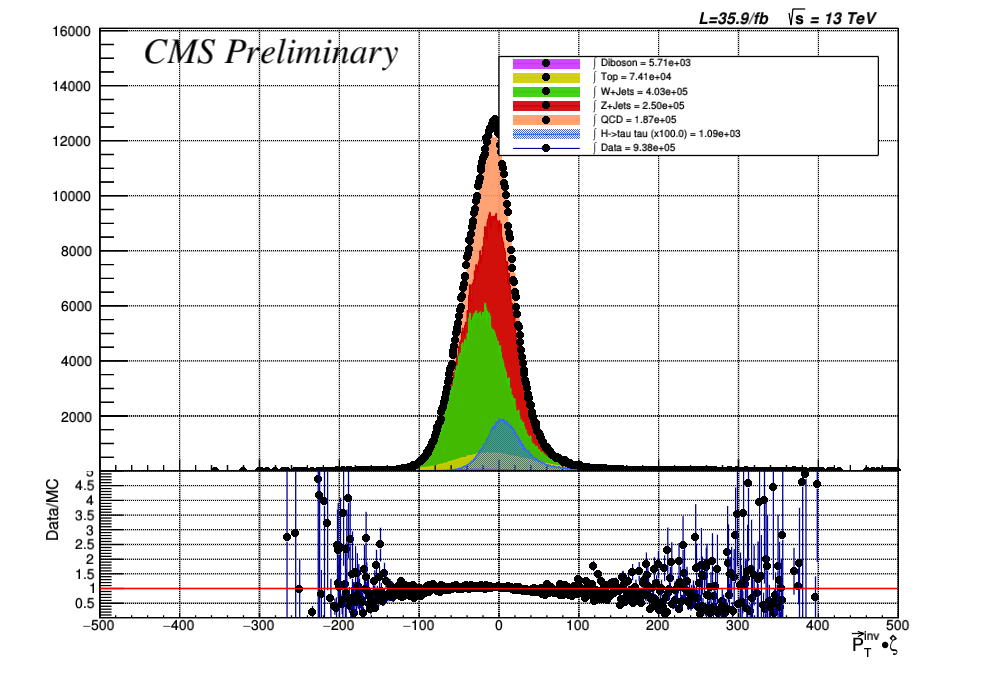 L=35.9/fb √s = 13 TeV
CMS Preliminary
16000
14000
12000
10000
8000
6000
4000
2000
∫ Diboson = 5.71e+03
∫ Top = 7.41e+04
∫ W+Jets = 4.03e+05
∫ Z+Jets = 2.50e+05
∫ QCD = 1.87e+05
∫ H->tau tau (x100.0) = 1.09e+03
∫ Data = 9.38e+05
Data/MC
5
4.5
4
3.5
3
2.5
2
1.5
1
0.5
−500 −400 −300 −200 −100 0 100 200 300 400 500
P⃗_T^inv • ζ̂